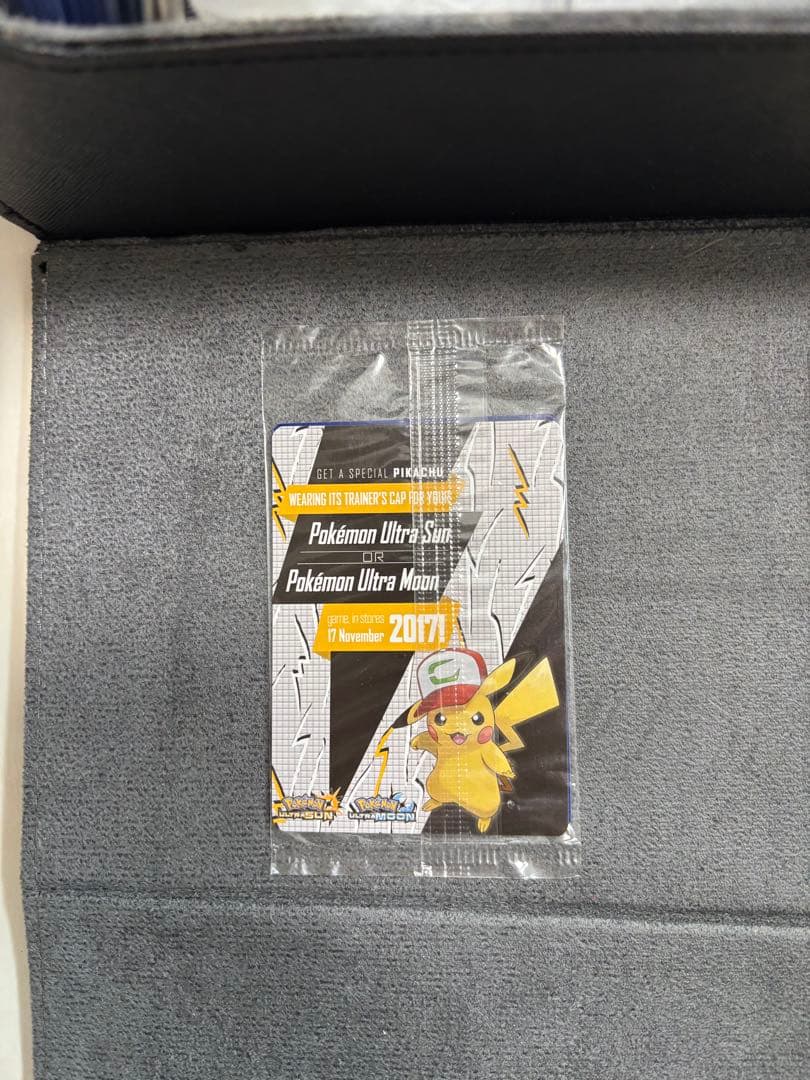 GET A SPECIAL PIKACHU
WEARING ITS TRAINER'S CAP FOR YOUR
Pokémon Ultra Sun
OR
Pokémon Ultra Moon
game, in stores
17 November 2017!
POKÉMON
ULTRA SUN
POKÉMON
ULTRA MOON